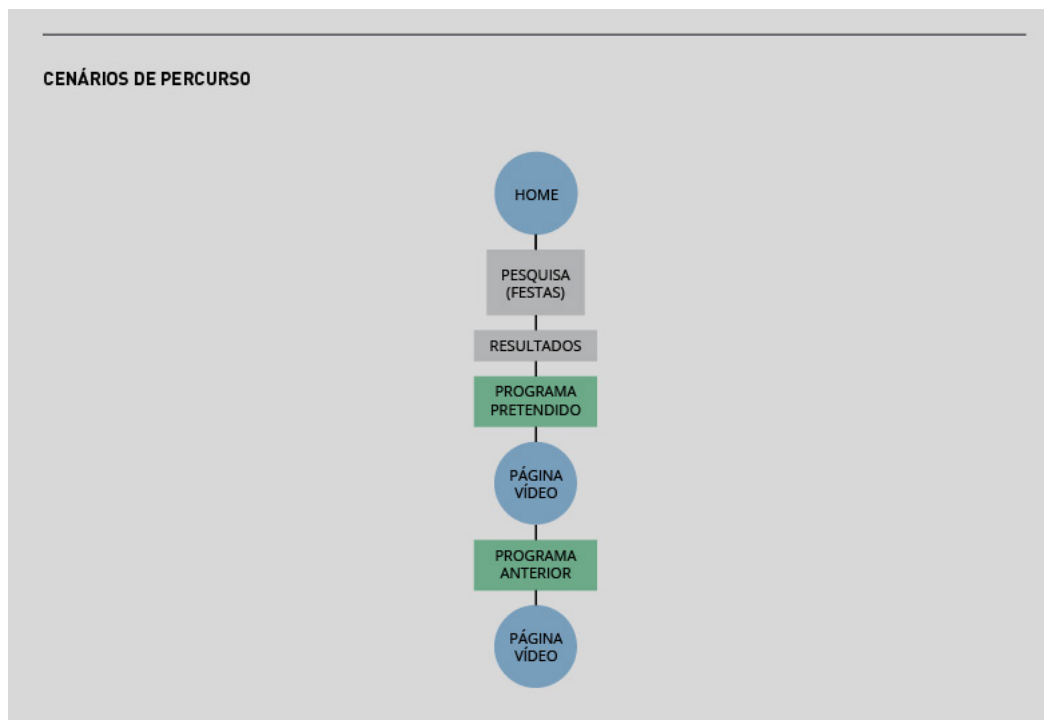 CENÁRIOS DE PERCURSO
HOME
PESQUISA
(FESTAS)
RESULTADOS
PROGRAMA
PRETENDIDO
PÁGINA
VÍDEO
PROGRAMA
ANTERIOR
PÁGINA
VÍDEO